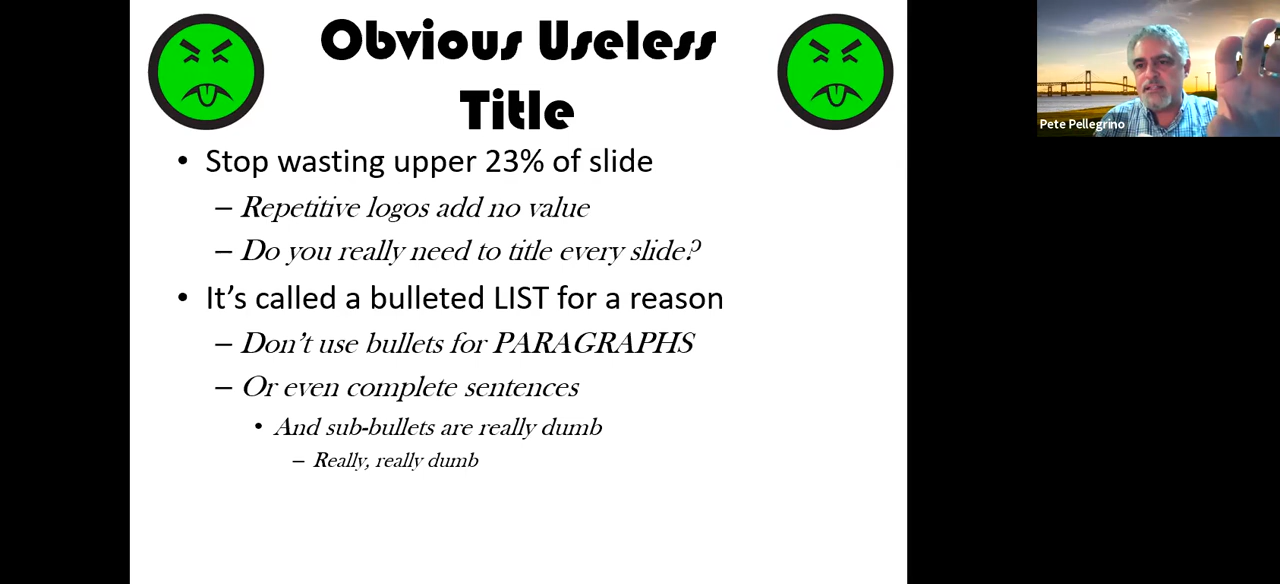 Obvious Useless
Title
• Stop wasting upper 23% of slide
– Repetitive logos add no value
– Do you really need to title every slide?
• It’s called a bulleted LIST for a reason
– Don’t use bullets for PARAGRAPHS
– Or even complete sentences
• And sub-bullets are really dumb
– Really, really dumb
Pete Pellegrino